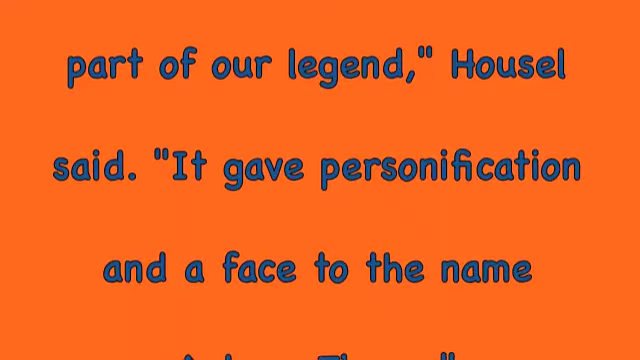 part of our legend," Housel
said. "It gave personification
and a face to the name